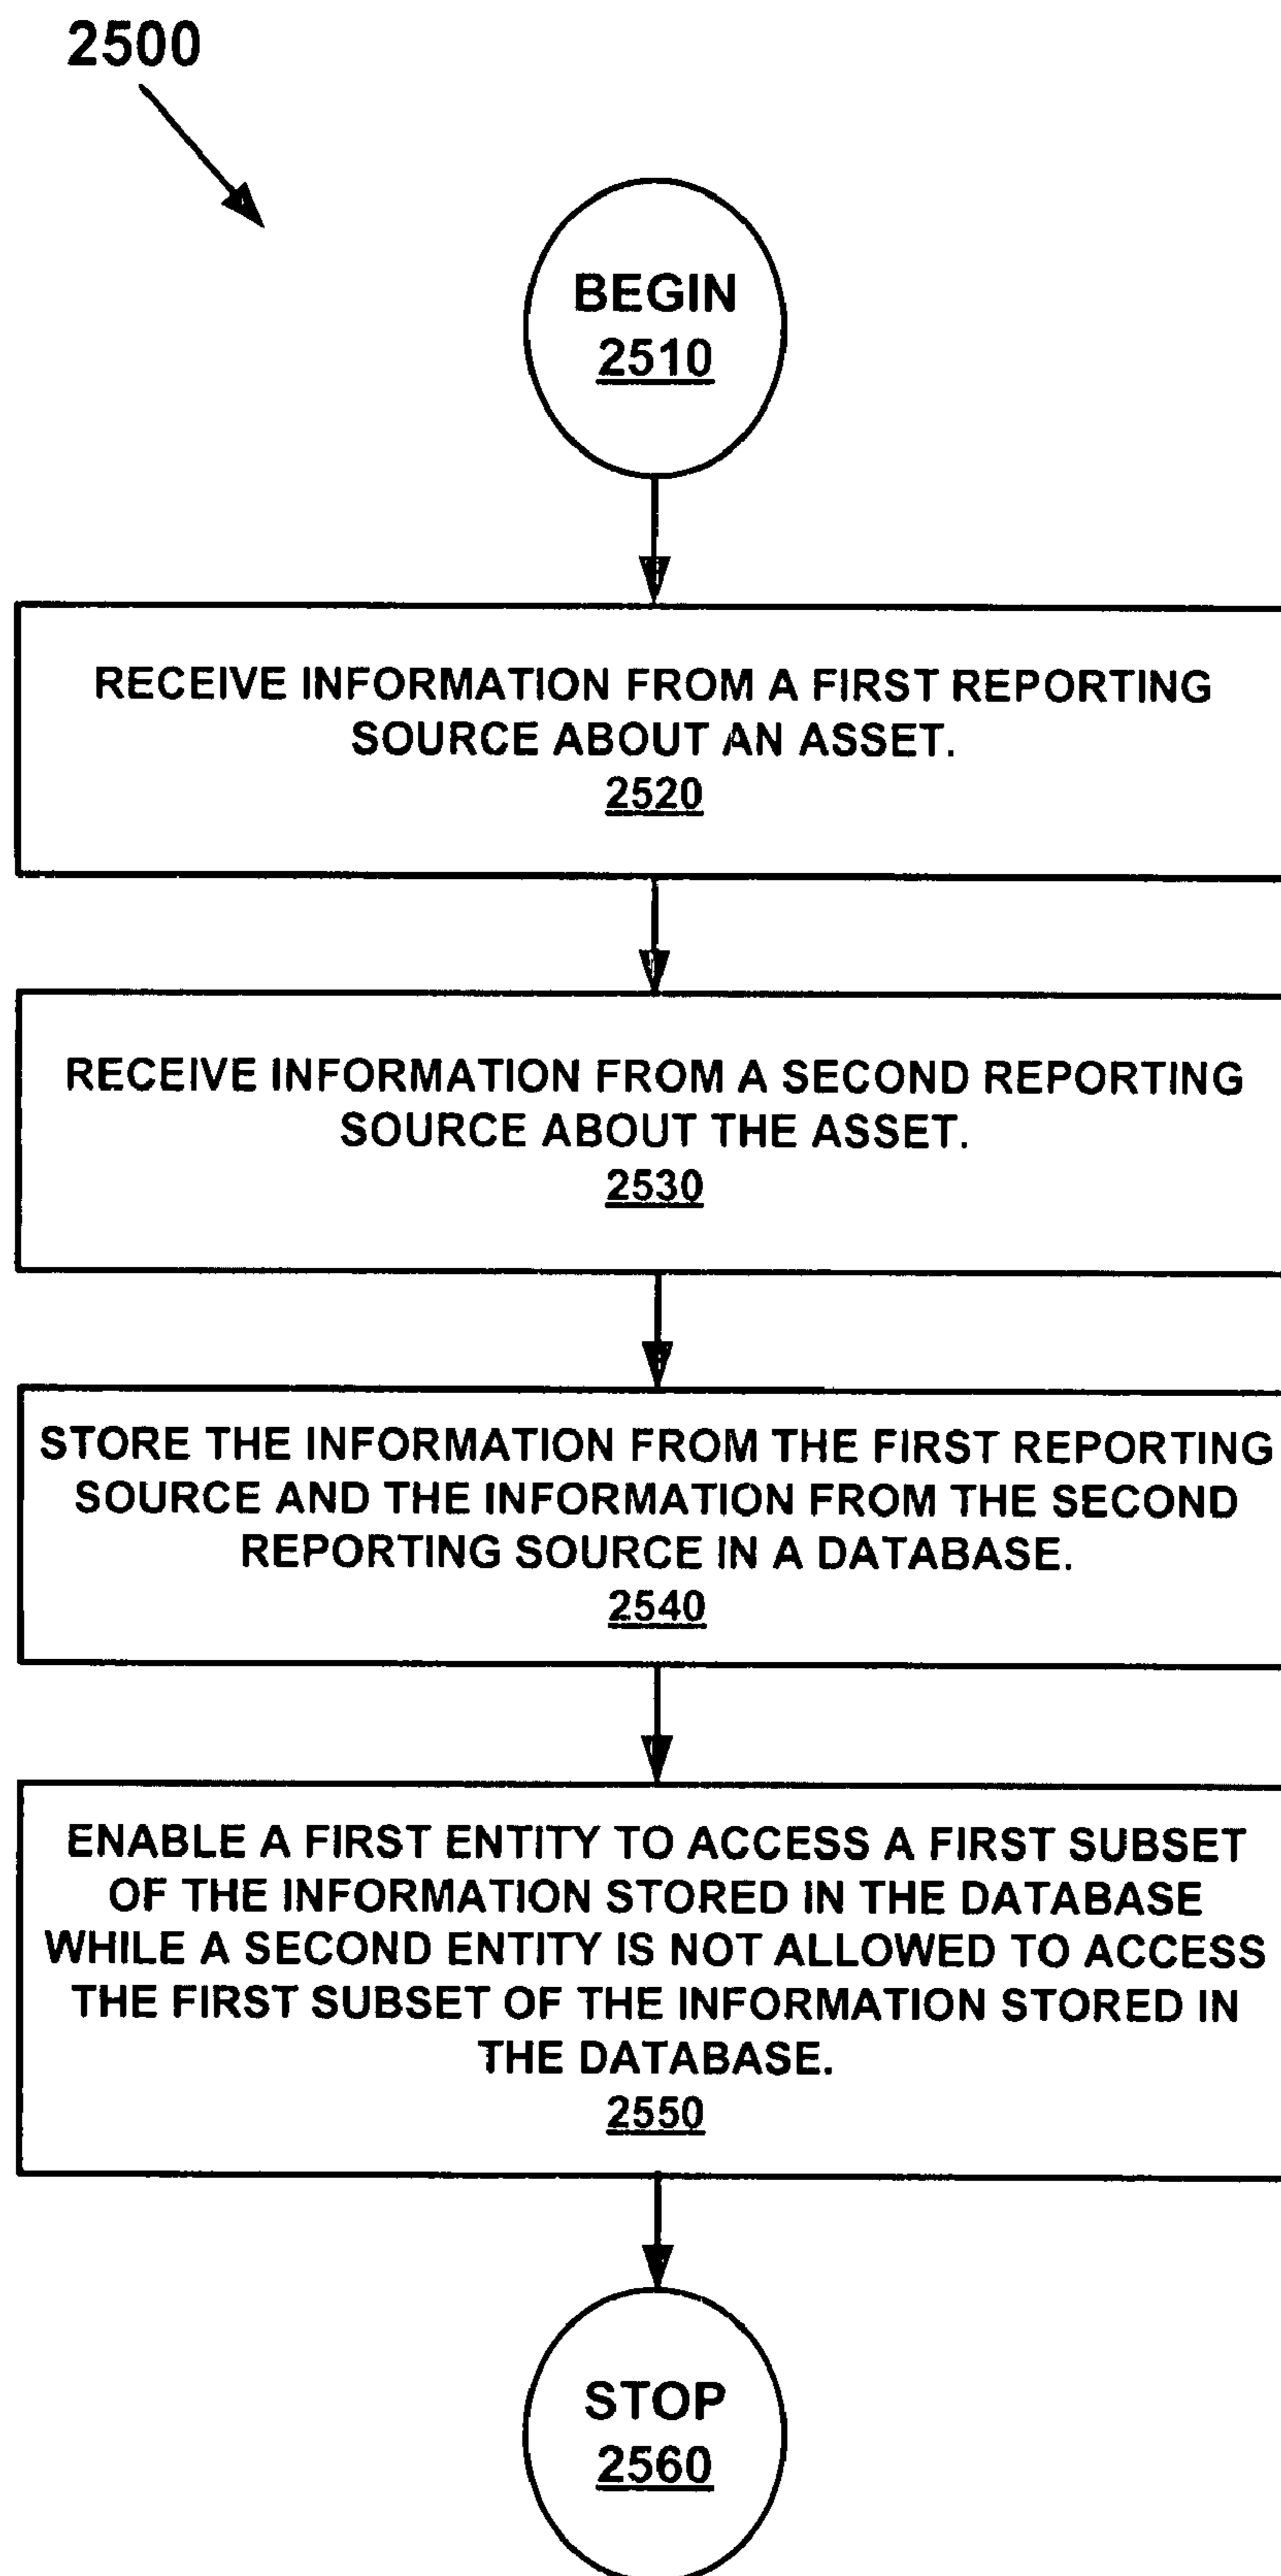 2500
BEGIN
2510
RECEIVE INFORMATION FROM A FIRST REPORTING
SOURCE ABOUT AN ASSET.
2520
RECEIVE INFORMATION FROM A SECOND REPORTING
SOURCE ABOUT THE ASSET.
2530
STORE THE INFORMATION FROM THE FIRST REPORTING
SOURCE AND THE INFORMATION FROM THE SECOND
REPORTING SOURCE IN A DATABASE.
2540
ENABLE A FIRST ENTITY TO ACCESS A FIRST SUBSET
OF THE INFORMATION STORED IN THE DATABASE
WHILE A SECOND ENTITY IS NOT ALLOWED TO ACCESS
THE FIRST SUBSET OF THE INFORMATION STORED IN
THE DATABASE.
2550
STOP
2560